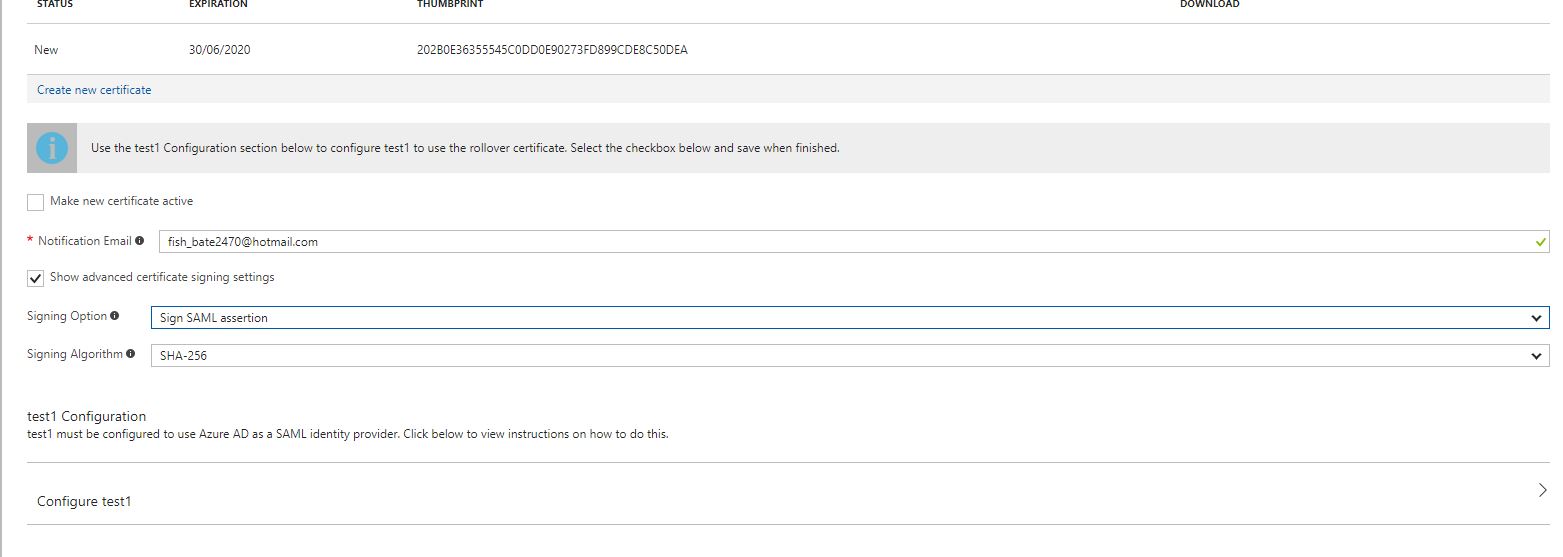 STATUS EXPIRATION THUMBPRINT DOWNLOAD
New 30/06/2020 202B0E36355545C0DD0E90273FD899CDE8C50DEA
Create new certificate
Use the test1 Configuration section below to configure test1 to use the rollover certificate. Select the checkbox below and save when finished.
Make new certificate active
* Notification Email fish_bate2470@hotmail.com
Show advanced certificate signing settings
Signing Option Sign SAML assertion
Signing Algorithm SHA-256
test1 Configuration
test1 must be configured to use Azure AD as a SAML identity provider. Click below to view instructions on how to do this.
Configure test1